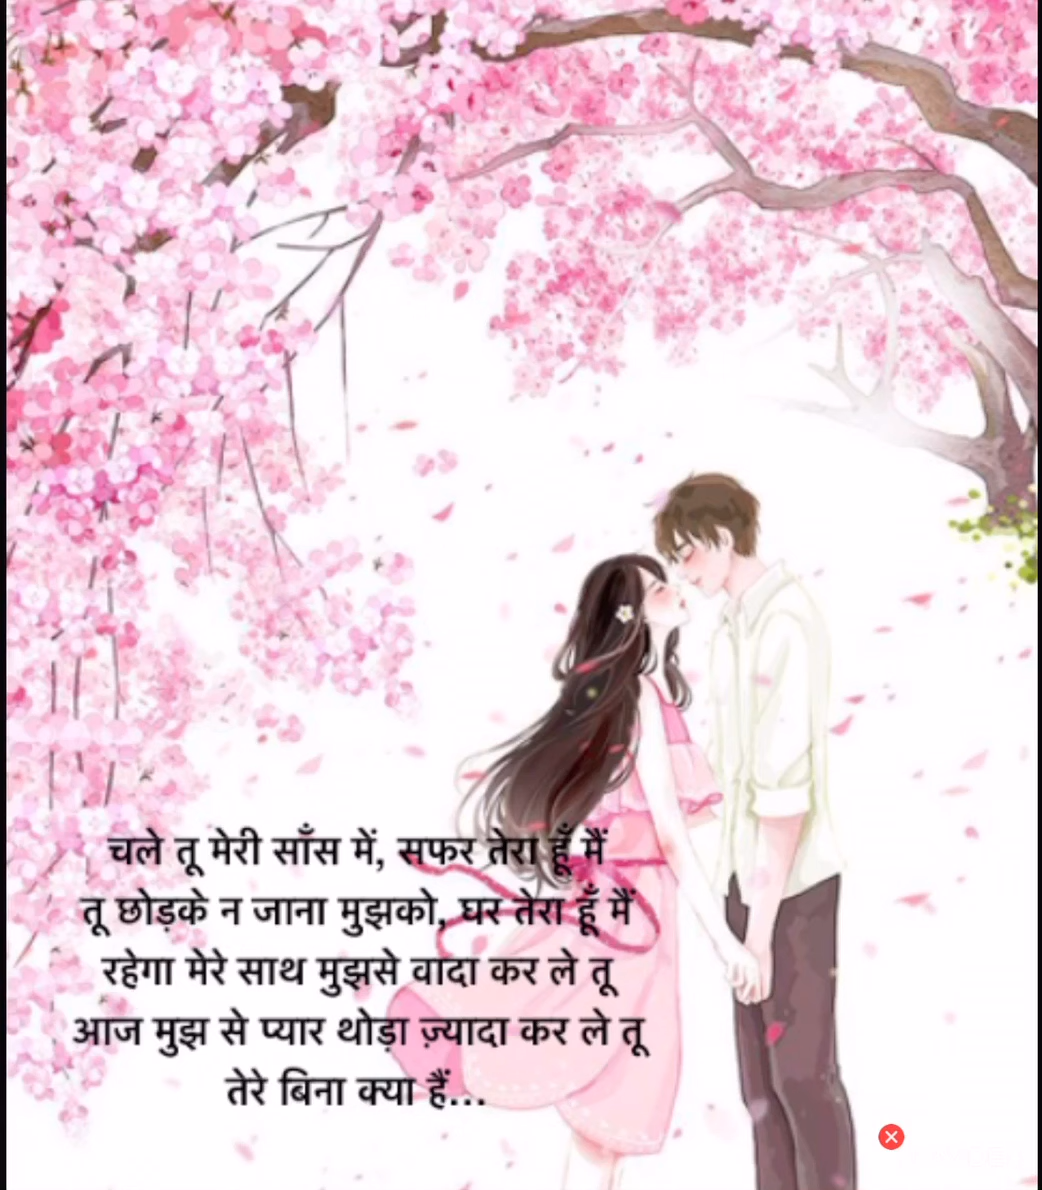 चले तू मेरी साँस में, सफर तेरा हूँ मैं
तू छोड़के न जाना मुझको, घर तेरा हूँ मैं
रहेगा मेरे साथ मुझसे वादा कर ले तू
आज मुझ से प्यार थोड़ा ज़्यादा कर ले तू
तेरे बिना क्या हैं...